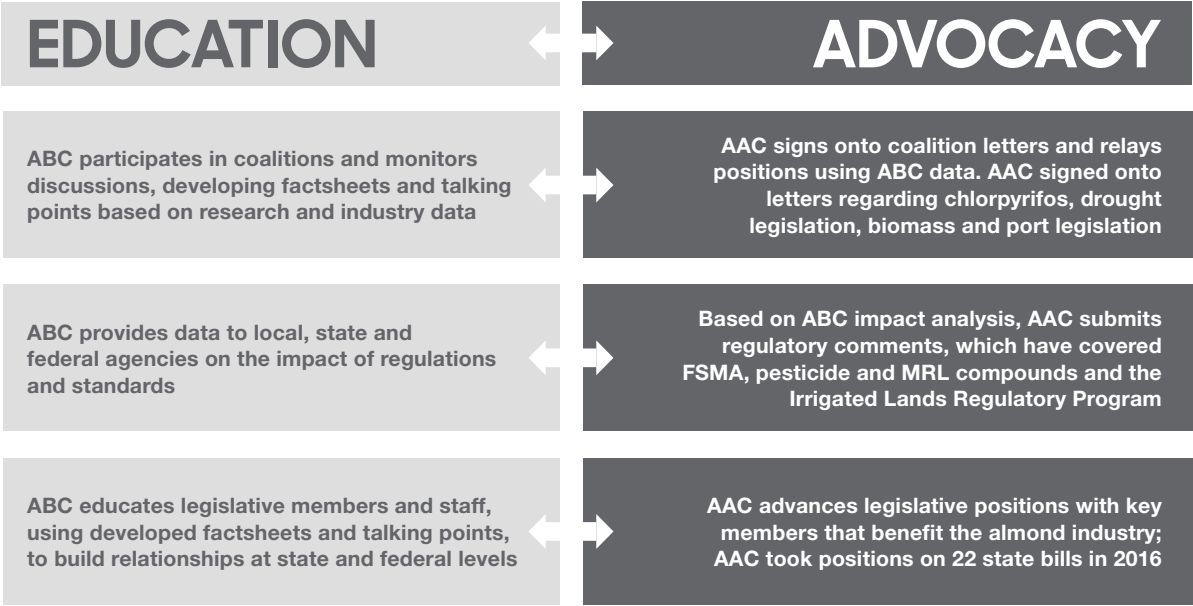 EDUCATION
ADVOCACY
ABC participates in coalitions and monitors
discussions, developing factsheets and talking
points based on research and industry data
AAC signs onto coalition letters and relays
positions using ABC data. AAC signed onto
letters regarding chlorpyrifos, drought
legislation, biomass and port legislation
ABC provides data to local, state and
federal agencies on the impact of regulations
and standards
Based on ABC impact analysis, AAC submits
regulatory comments, which have covered
FSMA, pesticide and MRL compounds and the
Irrigated Lands Regulatory Program
ABC educates legislative members and staff,
using developed factsheets and talking points,
to build relationships at state and federal levels
AAC advances legislative positions with key
members that benefit the almond industry;
AAC took positions on 22 state bills in 2016